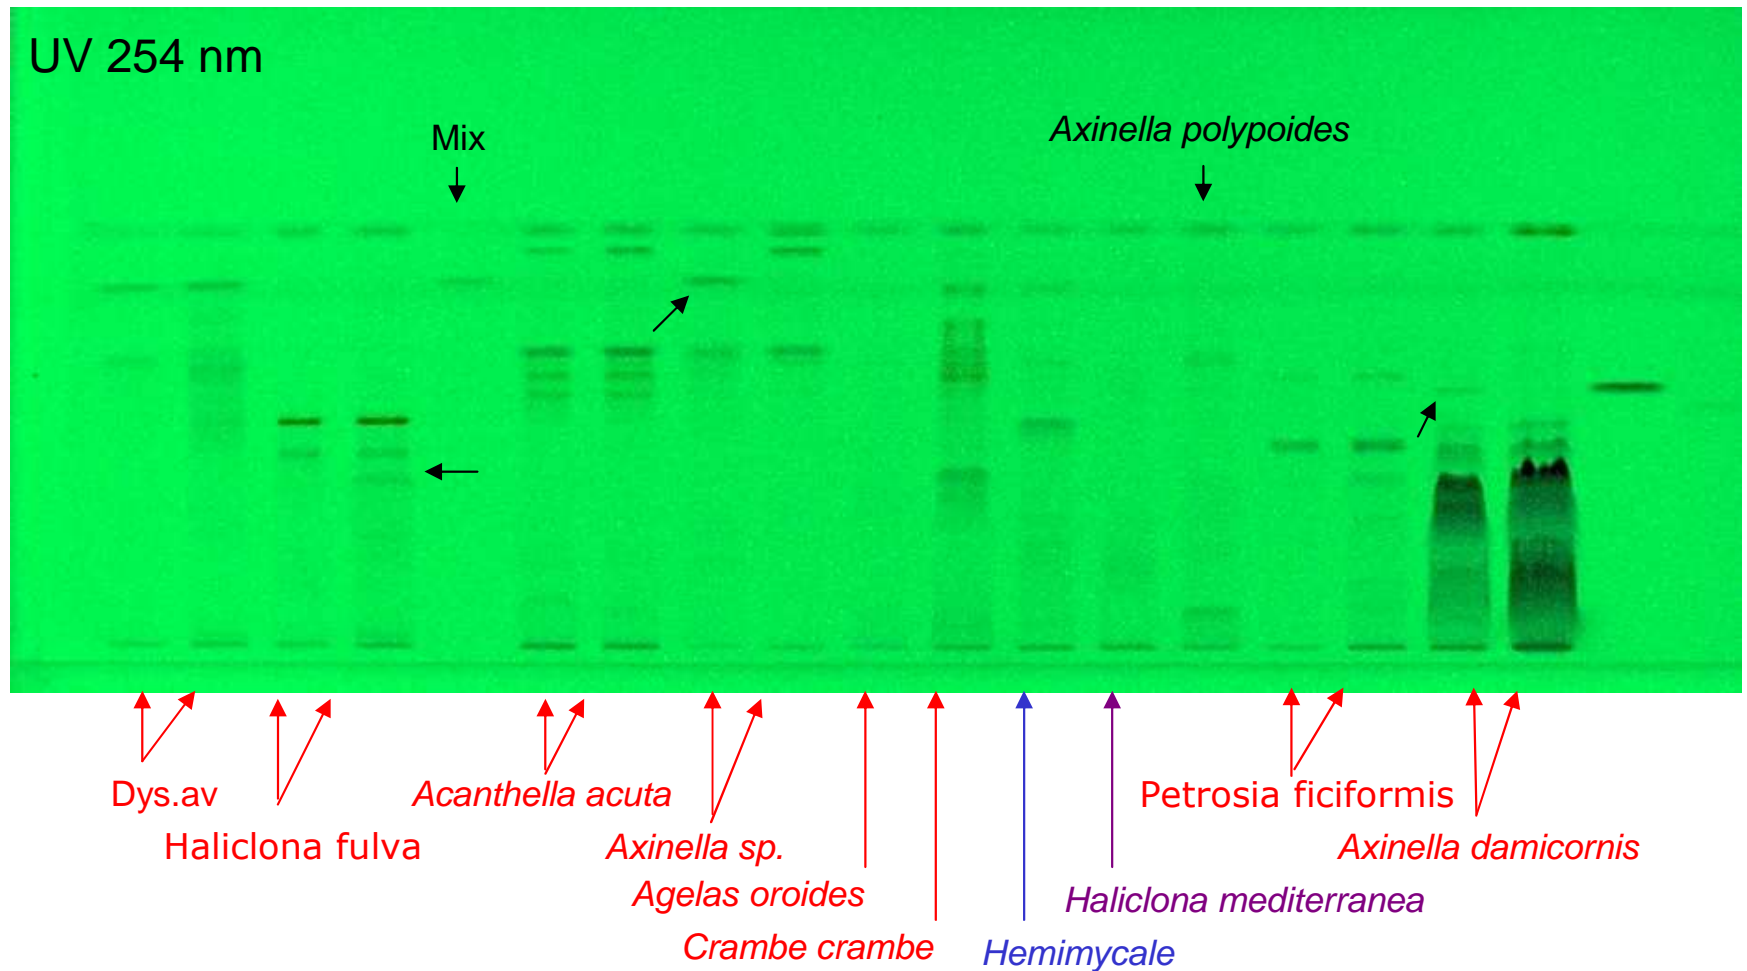 UV 254 nm
Mix
Axinella polypoides
Dys.av
Acanthella acuta
Petrosia ficiformis
Haliclona fulva
Axinella sp.
Axinella damicornis
Agelas oroides
Haliclona mediterranea
Crambe crambe
Hemimycale